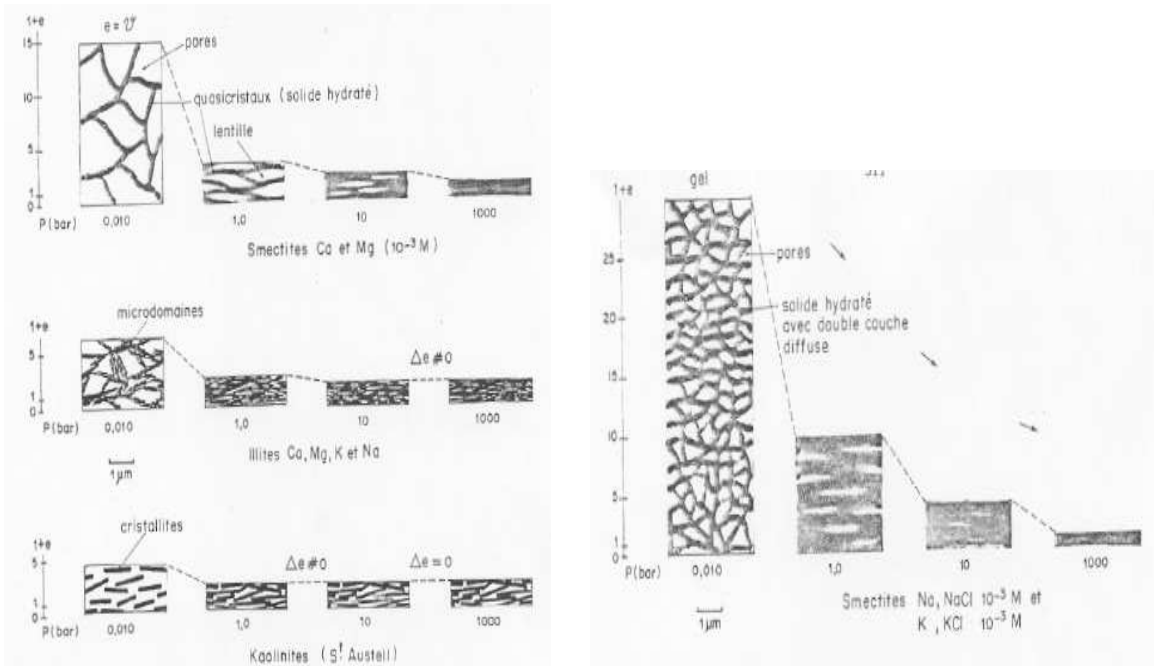 1+e
e = ϑ
15
pores
10
quasicristaux (solide hydraté)
lentille
5
1
0
P(bar) 0,010 1,0 10 1000
Smectites Ca et Mg (10⁻³ M)
microdomaines
1+e
5
Δe # 0
1
0
P(bar) 0,010 1,0 10 1000
1μm
Illites Ca, Mg, K et Na
cristallites
1+e
5
Δe # 0 Δe = 0
1
0
P(bar) 0,010 1,0 10 1000
Kaolinites (Sᵗ Austell)
1+e
gel
pores
25
solide hydraté
avec double couche
diffuse
20
15
10
5
1
0
P(bar) 0,010 1,0 10 1000
1μm
Smectites Na, NaCl 10⁻³ M et
K, KCl 10⁻³ M